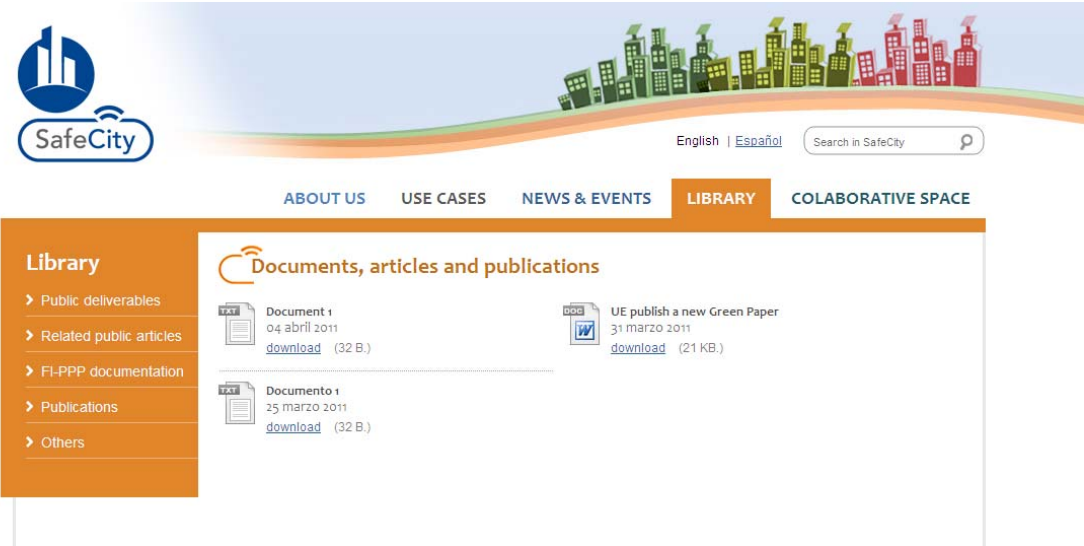 SafeCity
English | Español
Search in SafeCity
ABOUT US USE CASES NEWS & EVENTS LIBRARY COLABORATIVE SPACE
Library
Public deliverables
Related public articles
FI-PPP documentation
Publications
Others
Documents, articles and publications
TXT
Document 1
04 abril 2011
download (32 B.)
DOC
W
UE publish a new Green Paper
31 marzo 2011
download (21 KB.)
TXT
Documento 1
25 marzo 2011
download (32 B.)